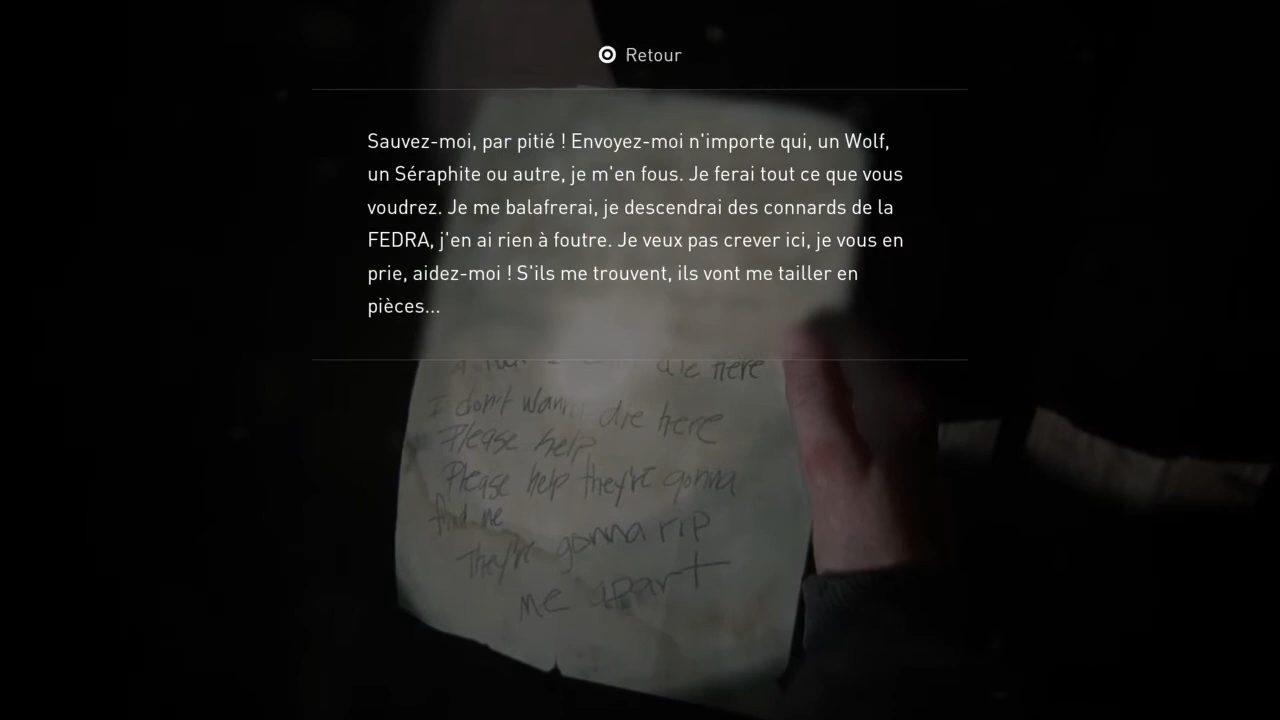 Retour
Sauvez-moi, par pitié ! Envoyez-moi n'importe qui, un Wolf,
un Séraphite ou autre, je m'en fous. Je ferai tout ce que vous
voudrez. Je me balafrerai, je descendrai des connards de la
FEDRA, j'en ai rien à foutre. Je veux pas crever ici, je vous en
prie, aidez-moi ! S'ils me trouvent, ils vont me tailler en
pièces...
die here
I don't wanna die here
Please help
Please help they're gonna
find me
They're gonna rip
me apart